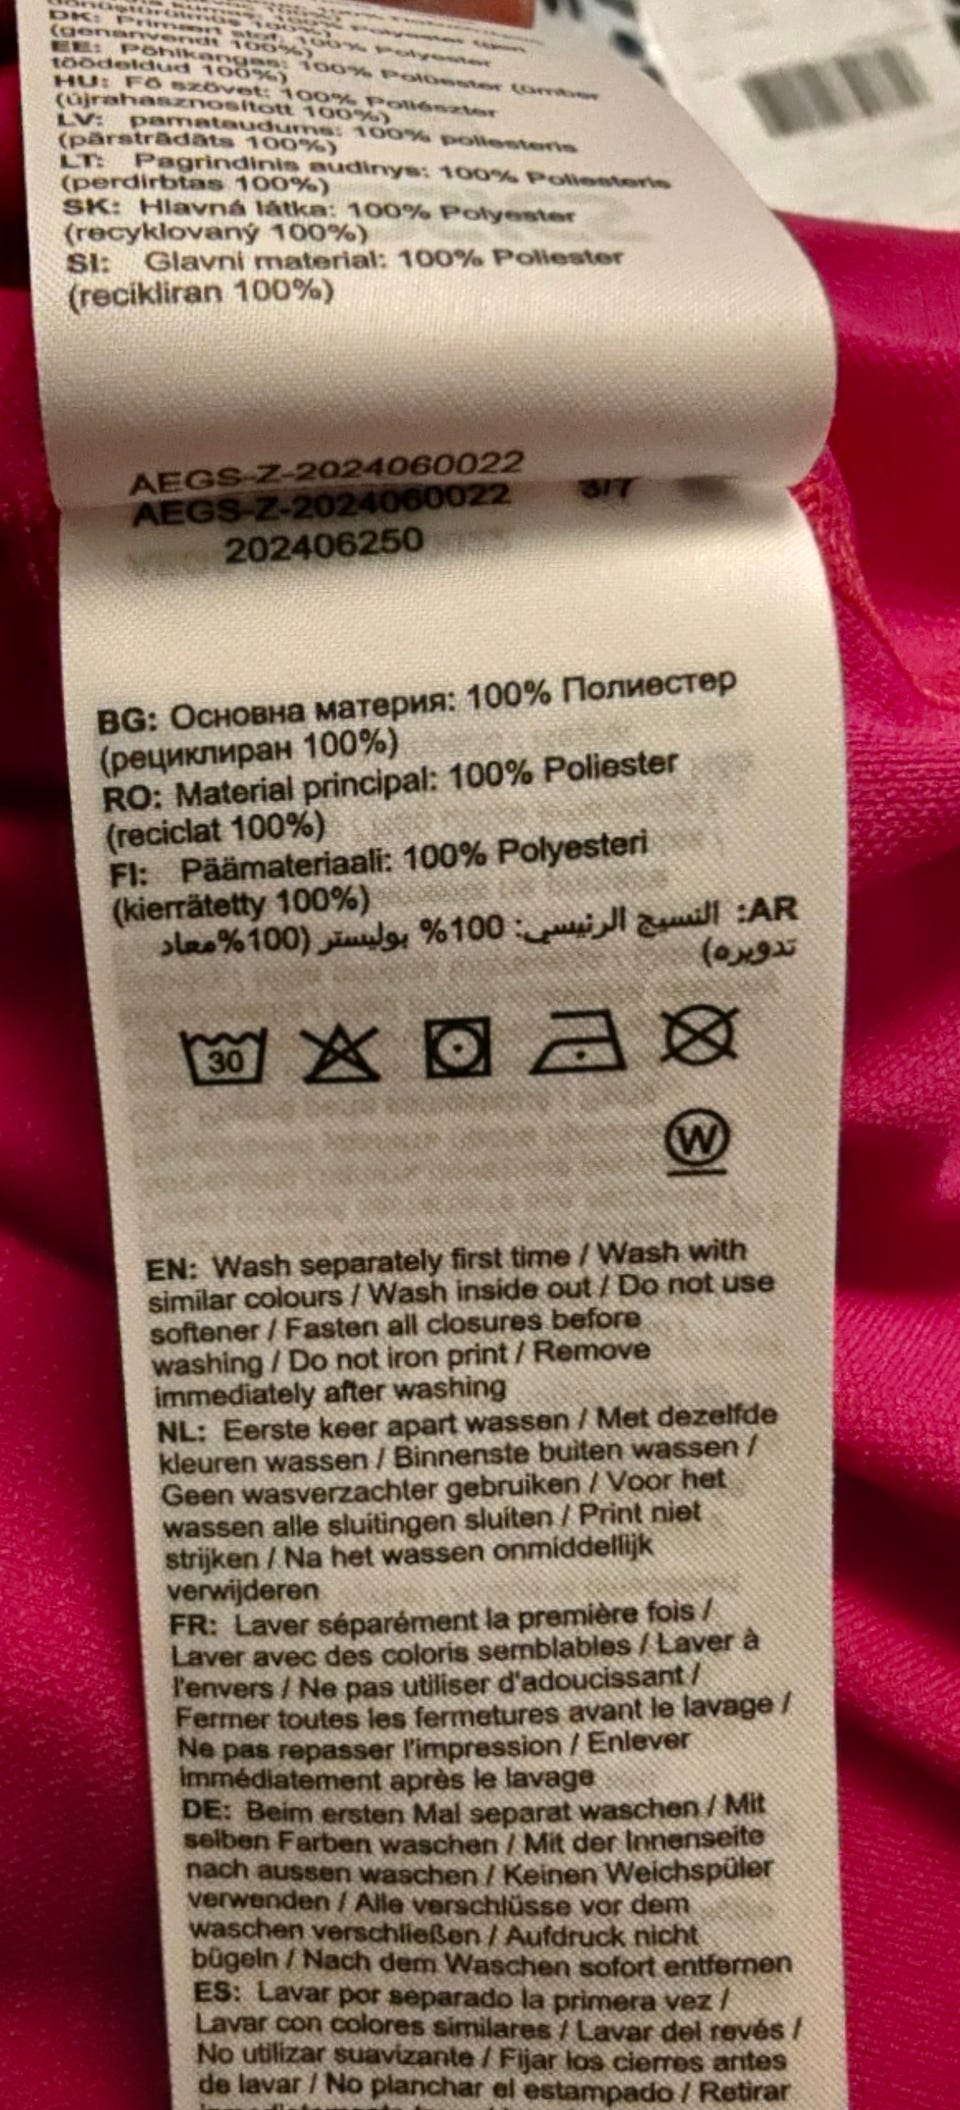 dönüştürülmüş 100%)
DK: Primært stof: 100% Polyester
(genanvendt 100%)
EE: Põhikangas: 100% Polüester (ümber
töödeldud 100%)
HU: Fő szövet: 100% Poliészter
(újrahasznosított 100%)
LV: pamataudums: 100% poliesteris
(pārstrādāts 100%)
LT: Pagrindinis audinys: 100% Poliesteris
(perdirbtas 100%)
SK: Hlavná látka: 100% Polyester
(recyklovaný 100%)
SI: Glavni material: 100% Poliester
(recikliran 100%)
AEGS-Z-2024060022
AEGS-Z-2024060022 3/7
202406250
BG: Основна материя: 100% Полиестер
(рециклиран 100%)
RO: Material principal: 100% Poliester
(reciclat 100%)
FI: Päämateriaali: 100% Polyesteri
(kierrätetty 100%)
AR: النسيج الرئيسي: 100% بوليستر (100%معاد
تدويره)
30
W
EN: Wash separately first time / Wash with
similar colours / Wash inside out / Do not use
softener / Fasten all closures before
washing / Do not iron print / Remove
immediately after washing
NL: Eerste keer apart wassen / Met dezelfde
kleuren wassen / Binnenste buiten wassen /
Geen wasverzachter gebruiken / Voor het
wassen alle sluitingen sluiten / Print niet
strijken / Na het wassen onmiddellijk
verwijderen
FR: Laver séparément la première fois /
Laver avec des coloris semblables / Laver à
l'envers / Ne pas utiliser d'adoucissant /
Fermer toutes les fermetures avant le lavage /
Ne pas repasser l'impression / Enlever
immédiatement après le lavage
DE: Beim ersten Mal separat waschen / Mit
selben Farben waschen / Mit der Innenseite
nach aussen waschen / Keinen Weichspüler
verwenden / Alle verschlüsse vor dem
waschen verschließen / Aufdruck nicht
bügeln / Nach dem Waschen sofort entfernen
ES: Lavar por separado la primera vez /
Lavar con colores similares / Lavar del revés /
No utilizar suavizante / Fijar los cierres antes
de lavar / No planchar el estampado / Retirar